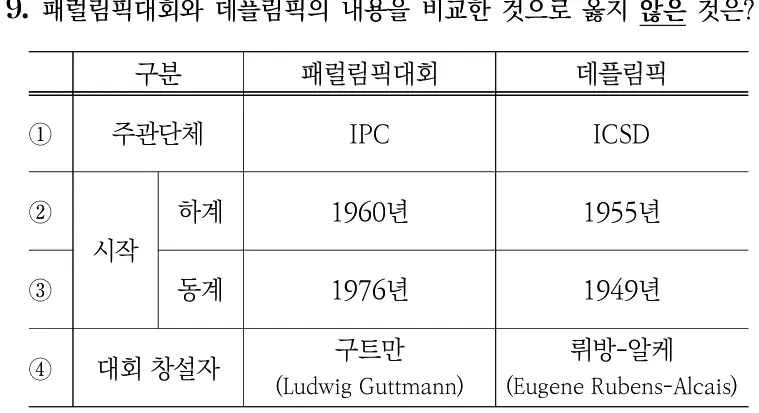 9. 패럴림픽대회와 데플림픽의 내용을 비교한 것으로 옳지 않은 것은?
구분 패럴림픽대회 데플림픽
① 주관단체 IPC ICSD
② 하계 1960년 1955년
시작
③ 동계 1976년 1949년
④ 대회 창설자 구트만 뤼방-알케
(Ludwig Guttmann) (Eugene Rubens-Alcais)